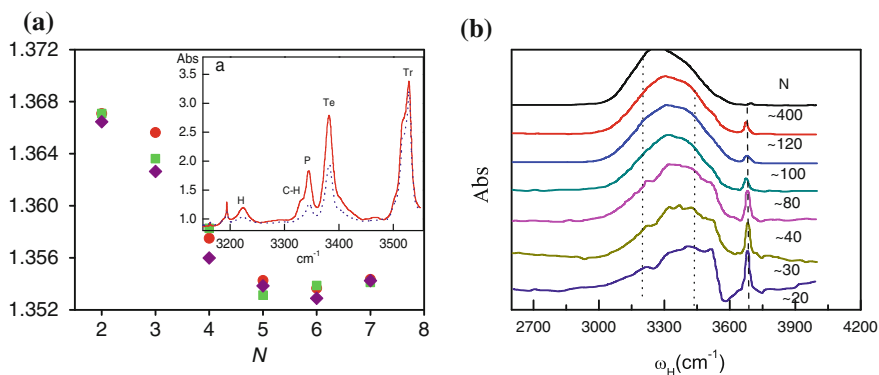 (a)
1.372
1.368
1.364
1.360
1.356
1.352
2 3 4 5 6 7 8
N
Abs
a
3.5
3.0
2.5
2.0
1.5
1.0
H
C-H
P
Te
Tr
3200 3300 3400 3500
cm-1
(b)
Abs
N
~400
~120
~100
~80
~40
~30
~20
2700 3000 3300 3600 3900 4200
ωH(cm-1)